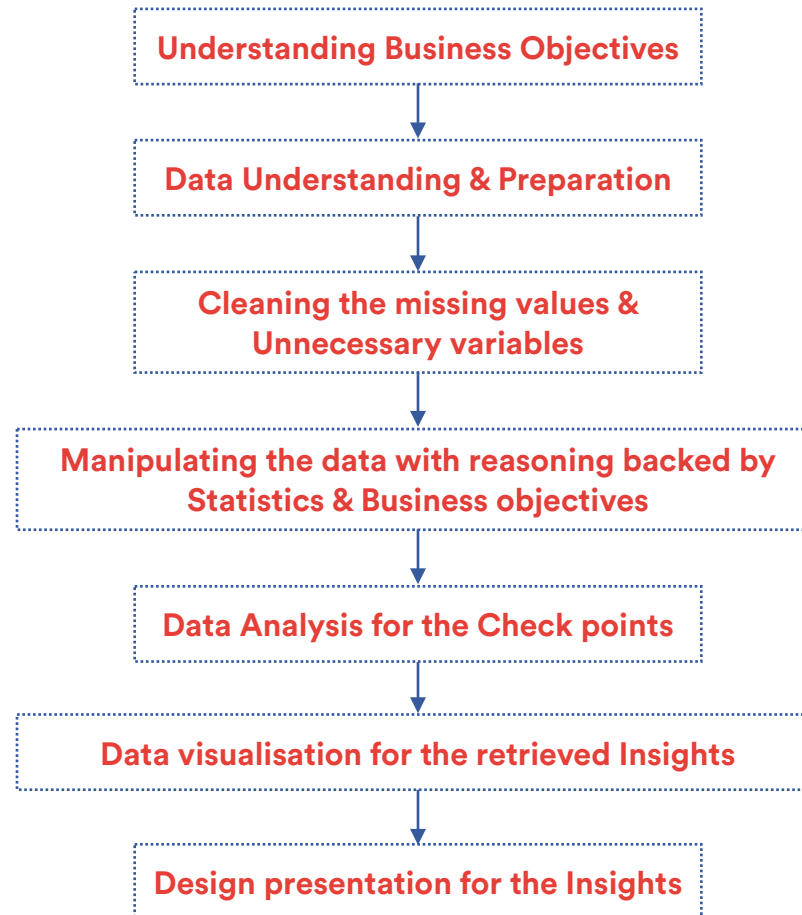 Understanding Business Objectives
Data Understanding & Preparation
Cleaning the missing values &
Unnecessary variables
Manipulating the data with reasoning backed by
Statistics & Business objectives
Data Analysis for the Check points
Data visualisation for the retrieved Insights
Design presentation for the Insights